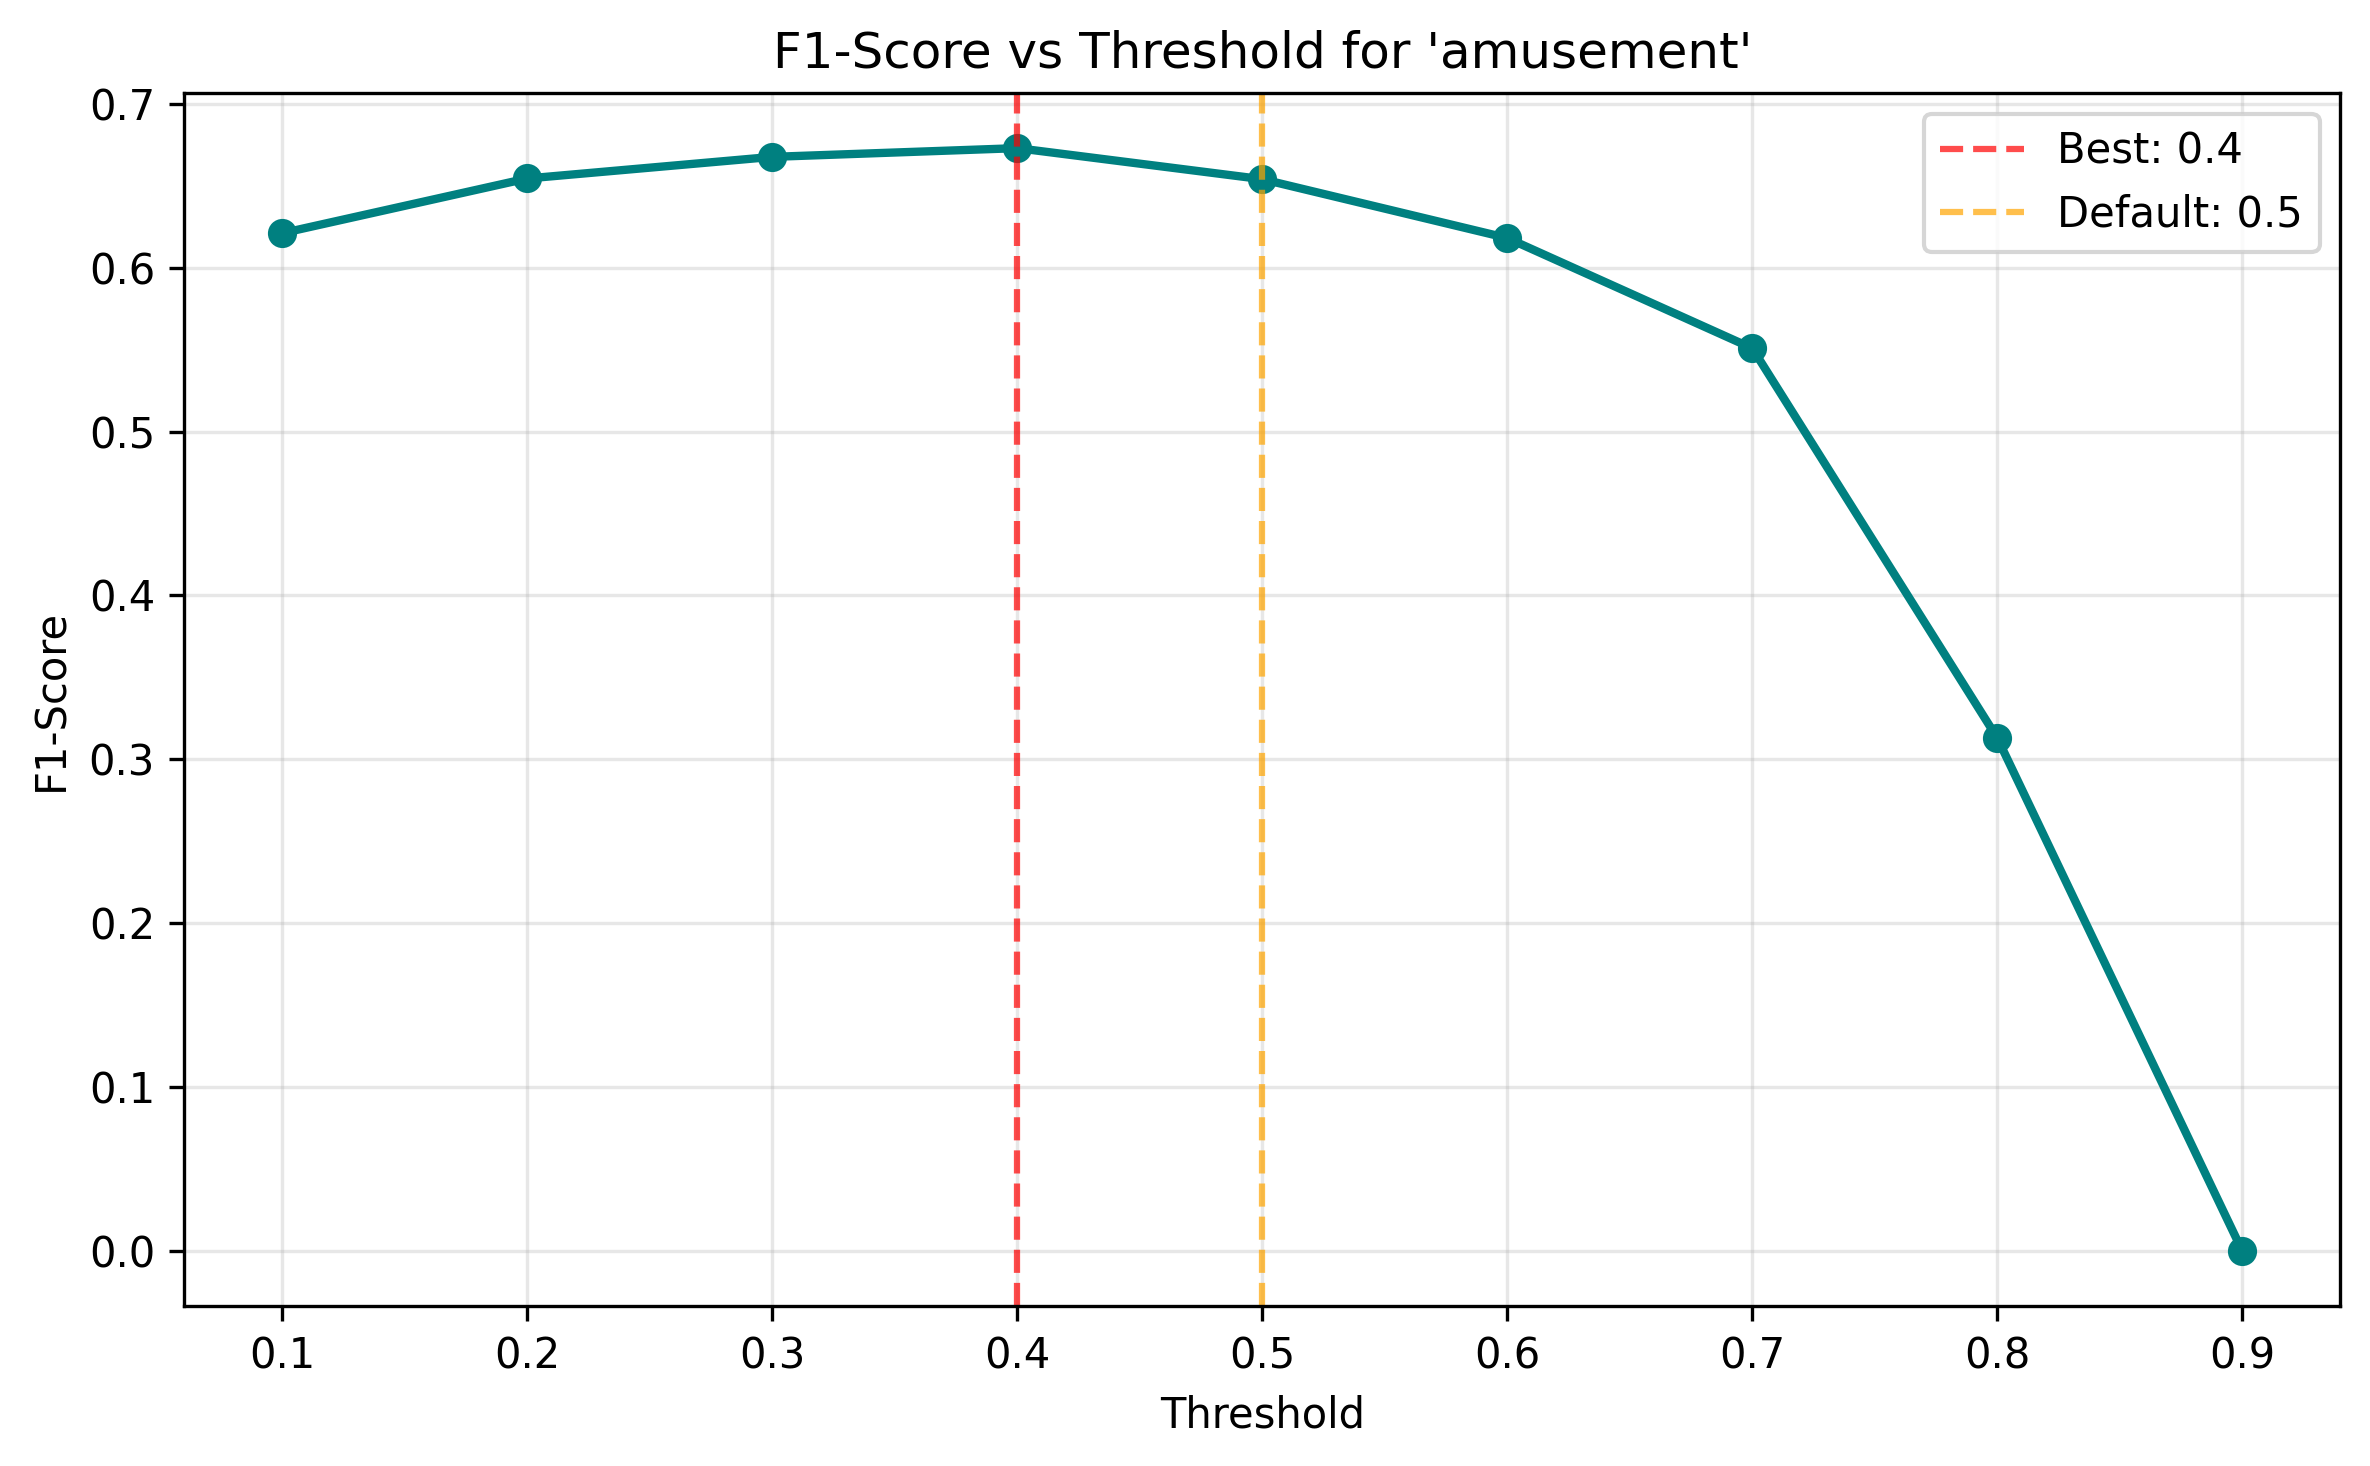 F1-Score vs Threshold for 'amusement'
Best: 0.4
Default: 0.5
F1-Score
0.7
0.6
0.5
0.4
0.3
0.2
0.1
0.0
0.1 0.2 0.3 0.4 0.5 0.6 0.7 0.8 0.9
Threshold